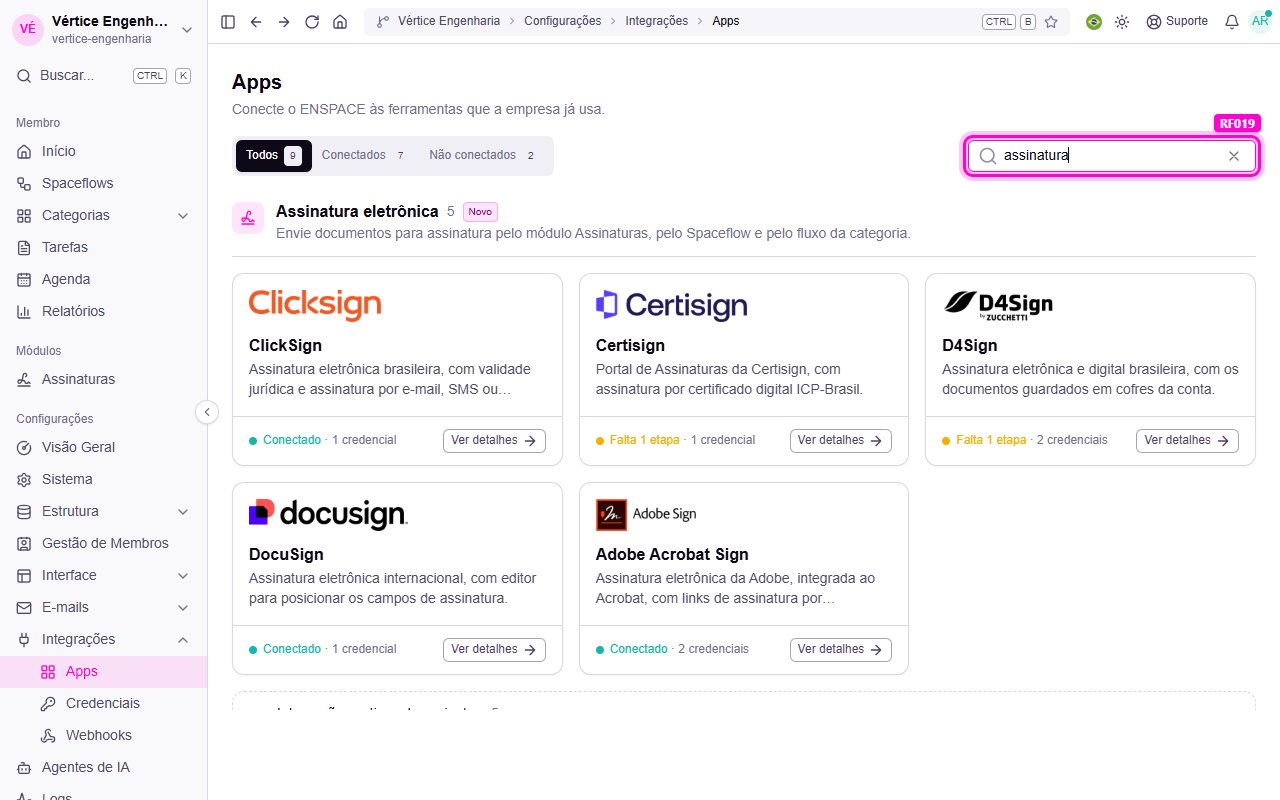 VÉ
Vértice Engenh...
vertice-engenharia
Buscar...
CTRL K
Membro
Início
Spaceflows
Categorias
Tarefas
Agenda
Relatórios
Módulos
Assinaturas
Configurações
Visão Geral
Sistema
Estrutura
Gestão de Membros
Interface
E-mails
Integrações
Apps
Credenciais
Webhooks
Agentes de IA
Logs
Vértice Engenharia > Configurações > Integrações > Apps
CTRL B
Suporte
AR
Apps
Conecte o ENSPACE às ferramentas que a empresa já usa.
RF019
Todos 9 Conectados 7 Não conectados 2
assinatura
Assinatura eletrônica 5 Novo
Envie documentos para assinatura pelo módulo Assinaturas, pelo Spaceflow e pelo fluxo da categoria.
Clicksign
ClickSign
Assinatura eletrônica brasileira, com validade
jurídica e assinatura por e-mail, SMS ou…
Conectado · 1 credencial
Ver detalhes
Certisign
Certisign
Portal de Assinaturas da Certisign, com
assinatura por certificado digital ICP-Brasil.
Falta 1 etapa · 1 credencial
Ver detalhes
D4Sign
by ZUCCHETTI
D4Sign
Assinatura eletrônica e digital brasileira, com os
documentos guardados em cofres da conta.
Falta 1 etapa · 2 credenciais
Ver detalhes
docusign
DocuSign
Assinatura eletrônica internacional, com editor
para posicionar os campos de assinatura.
Conectado · 1 credencial
Ver detalhes
Adobe Sign
Adobe Acrobat Sign
Assinatura eletrônica da Adobe, integrada ao
Acrobat, com links de assinatura por…
Conectado · 2 credenciais
Ver detalhes